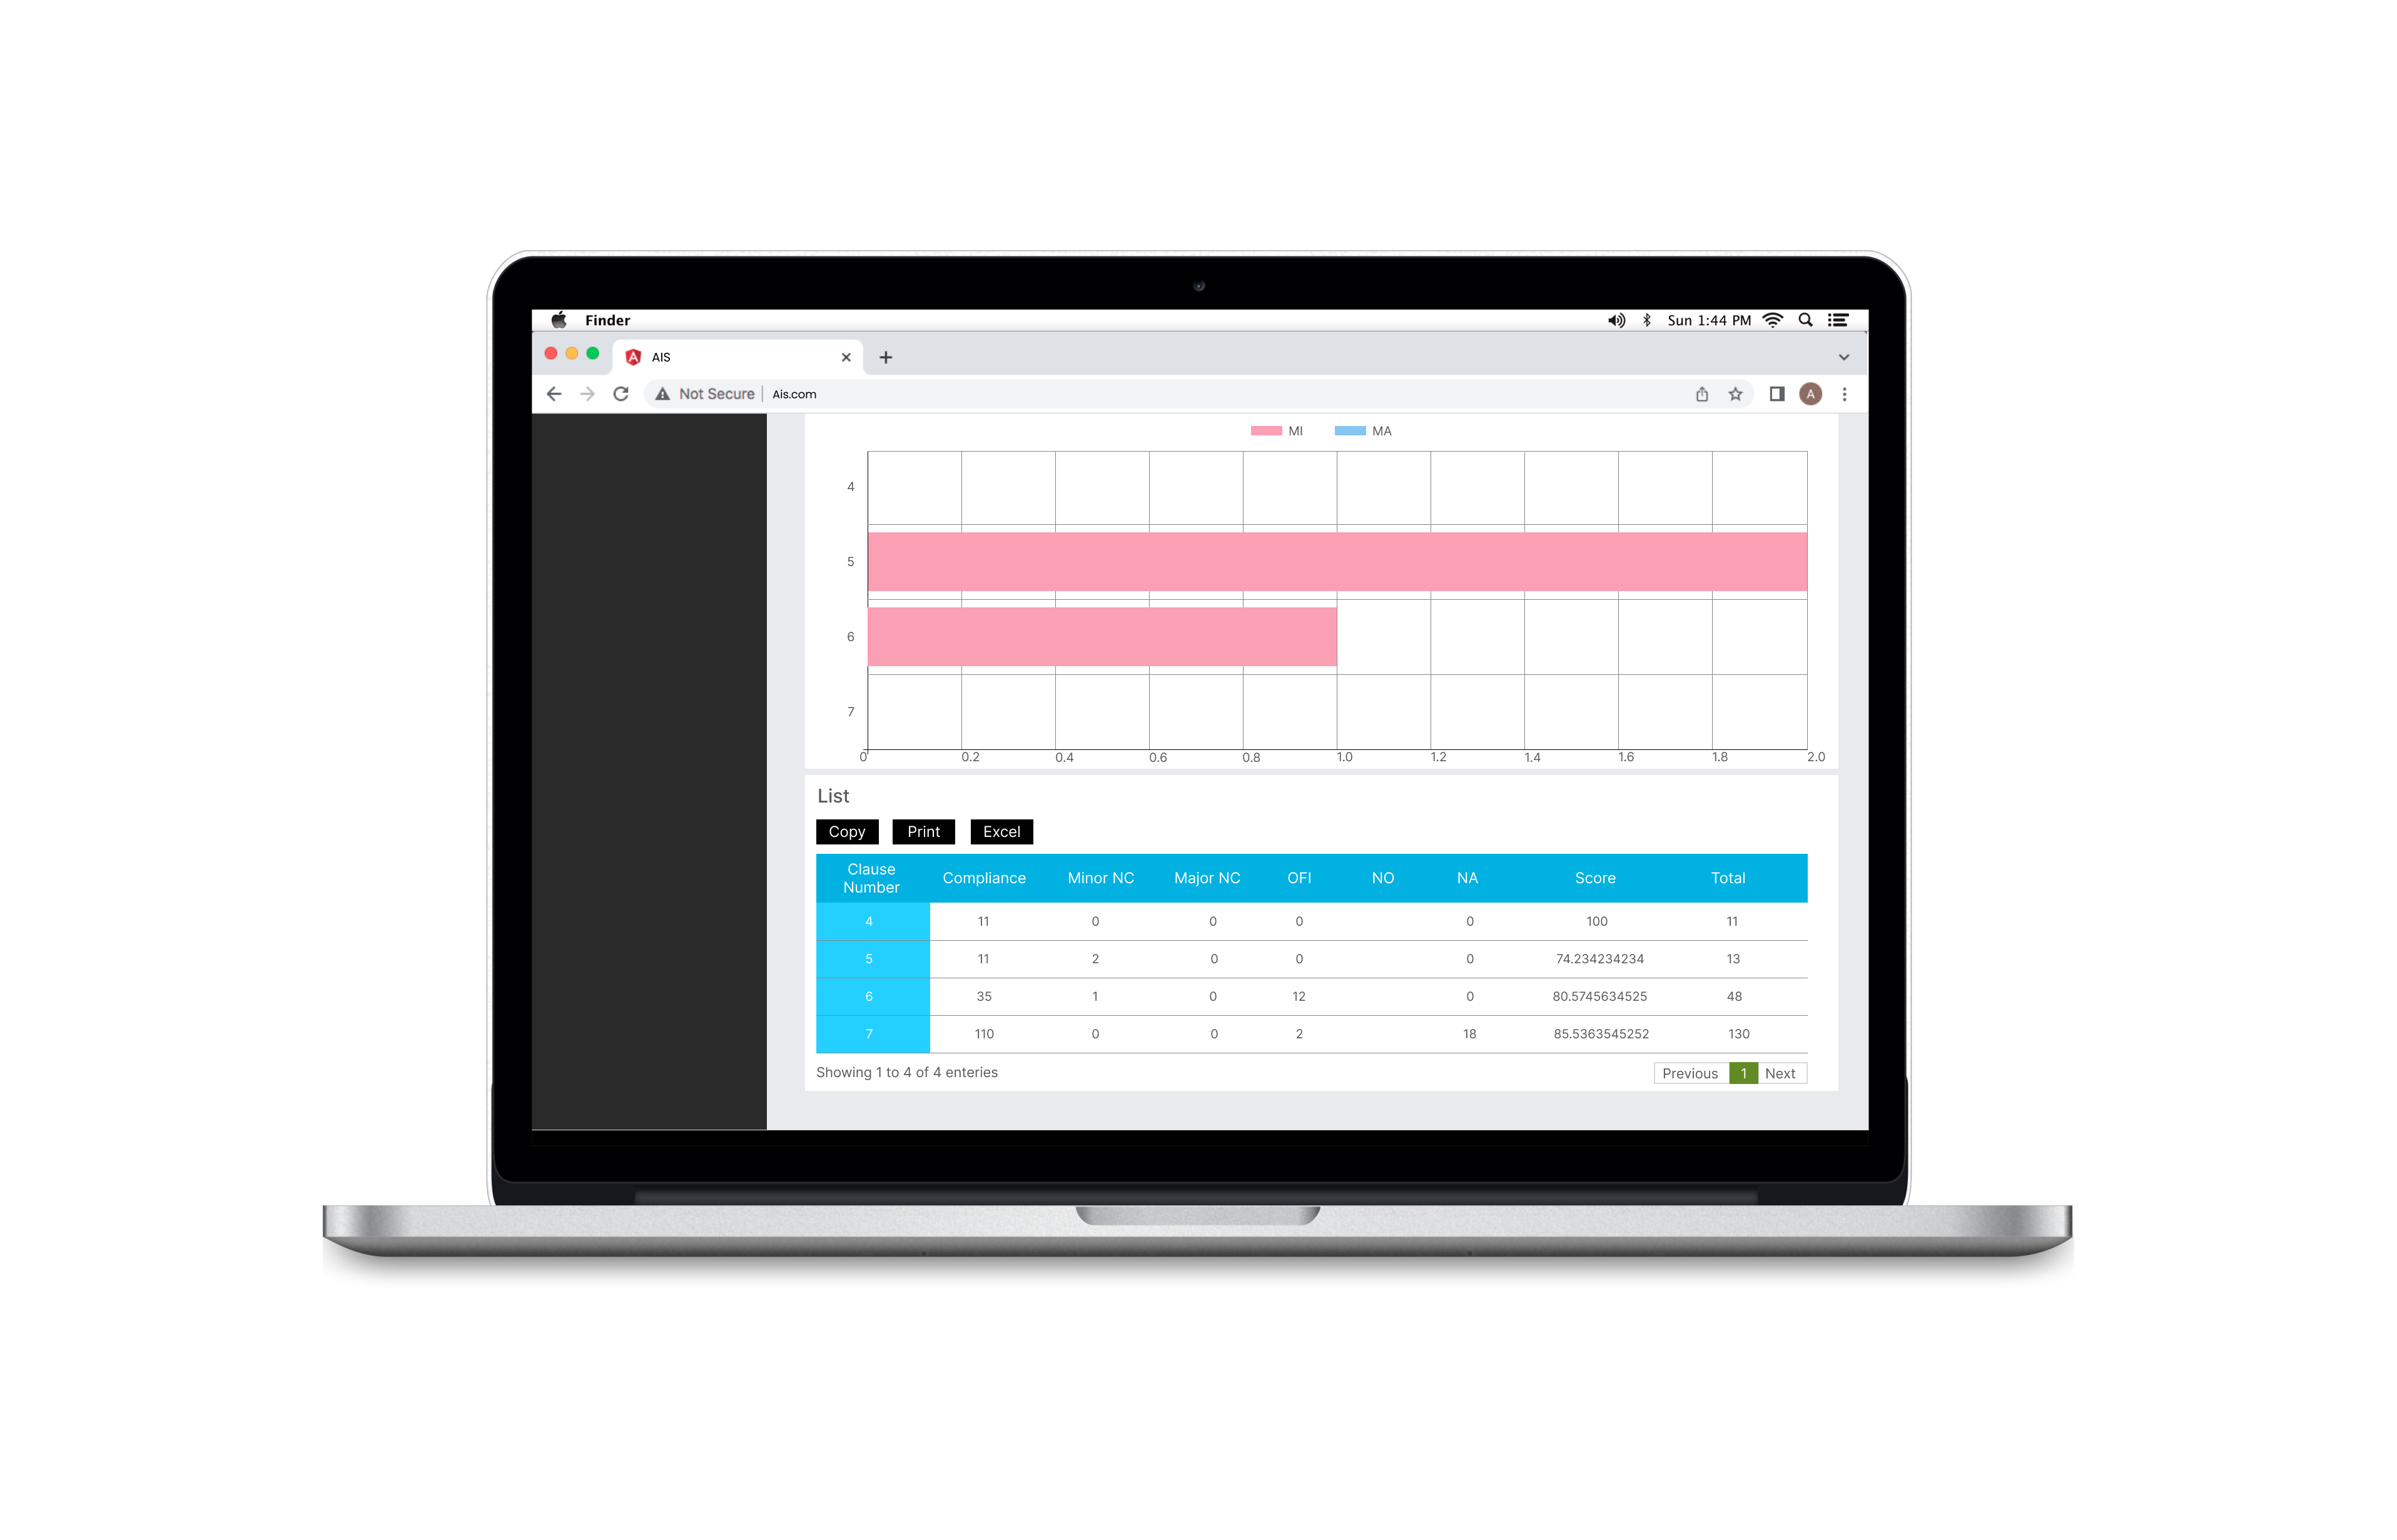 Finder
Sun 1:44 PM
AIS
Not Secure | Ais.com
A
MI MA
4
5
6
7
0 0.2 0.4 0.6 0.8 1.0 1.2 1.4 1.6 1.8 2.0
List
Copy Print Excel
Clause Number Compliance Minor NC Major NC OFI NO NA Score Total
4 11 0 0 0 0 100 11
5 11 2 0 0 0 74.234234234 13
6 35 1 0 12 0 80.5745634525 48
7 110 0 0 2 18 85.5363545252 130
Showing 1 to 4 of 4 enteries
Previous 1 Next